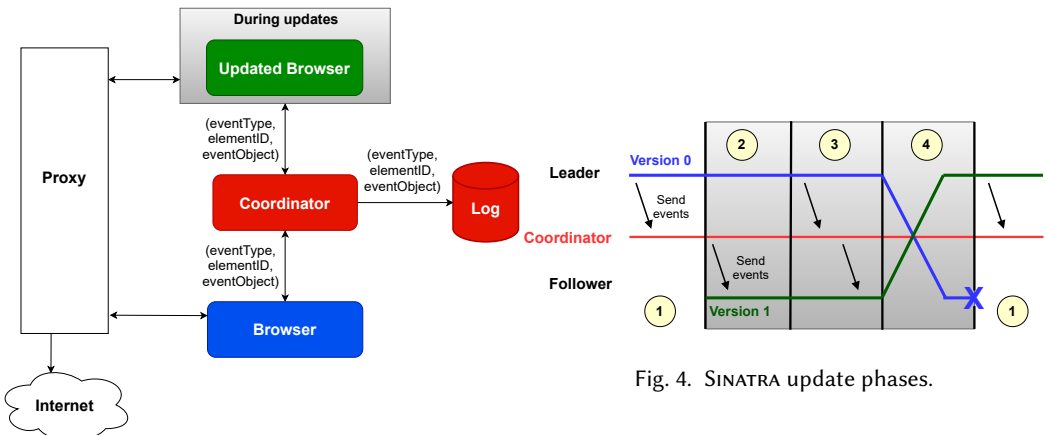 During updates
Updated Browser
(eventType,
elementID,
eventObject)
Proxy
Coordinator
(eventType,
elementID,
eventObject)
Log
(eventType,
elementID,
eventObject)
Browser
Internet
2
3
4
Version 0
Leader
Send
events
Coordinator
Send
events
Follower
1
Version 1
1
Fig. 4. SINATRA update phases.